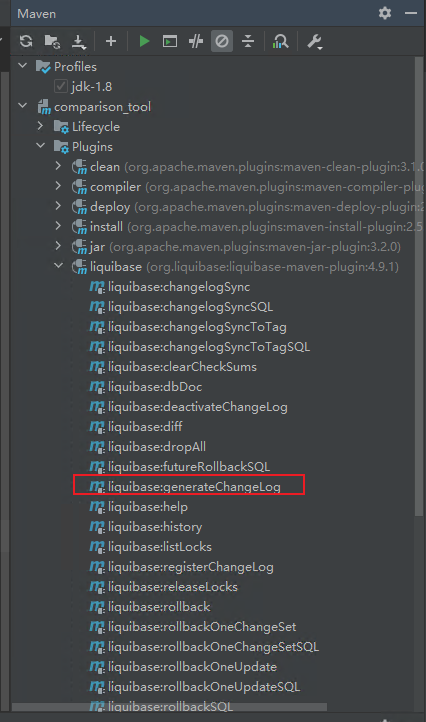 Maven
Profiles
jdk-1.8
comparison_tool
Lifecycle
Plugins
clean (org.apache.maven.plugins:maven-clean-plugin:3.1.0
compiler (org.apache.maven.plugins:maven-compiler-plug
deploy (org.apache.maven.plugins:maven-deploy-plugin:2
install (org.apache.maven.plugins:maven-install-plugin:2.5
jar (org.apache.maven.plugins:maven-jar-plugin:3.2.0)
liquibase (org.liquibase:liquibase-maven-plugin:4.9.1)
liquibase:changelogSync
liquibase:changelogSyncSQL
liquibase:changelogSyncToTag
liquibase:changelogSyncToTagSQL
liquibase:clearCheckSums
liquibase:dbDoc
liquibase:deactivateChangeLog
liquibase:diff
liquibase:dropAll
liquibase:futureRollbackSQL
liquibase:generateChangeLog
liquibase:help
liquibase:history
liquibase:listLocks
liquibase:registerChangeLog
liquibase:releaseLocks
liquibase:rollback
liquibase:rollbackOneChangeSet
liquibase:rollbackOneChangeSetSQL
liquibase:rollbackOneUpdate
liquibase:rollbackOneUpdateSQL
liquibase:rollbackSQL